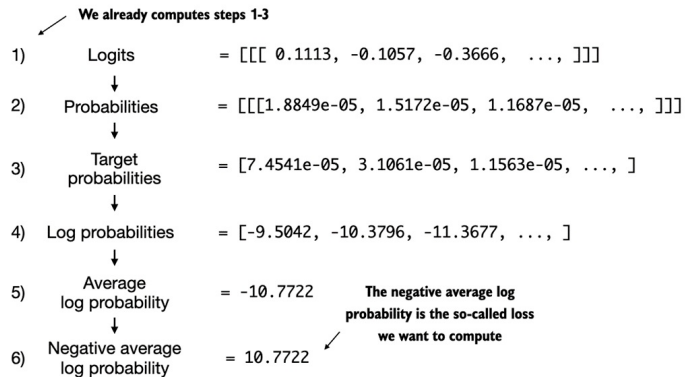 We already computes steps 1-3
1) Logits = [[[ 0.1113, -0.1057, -0.3666, ..., ]]]
2) Probabilities = [[[1.8849e-05, 1.5172e-05, 1.1687e-05, ..., ]]]
3) Target probabilities = [7.4541e-05, 3.1061e-05, 1.1563e-05, ..., ]
4) Log probabilities = [-9.5042, -10.3796, -11.3677, ..., ]
5) Average log probability = -10.7722
The negative average log
probability is the so-called loss
we want to compute
6) Negative average log probability = 10.7722